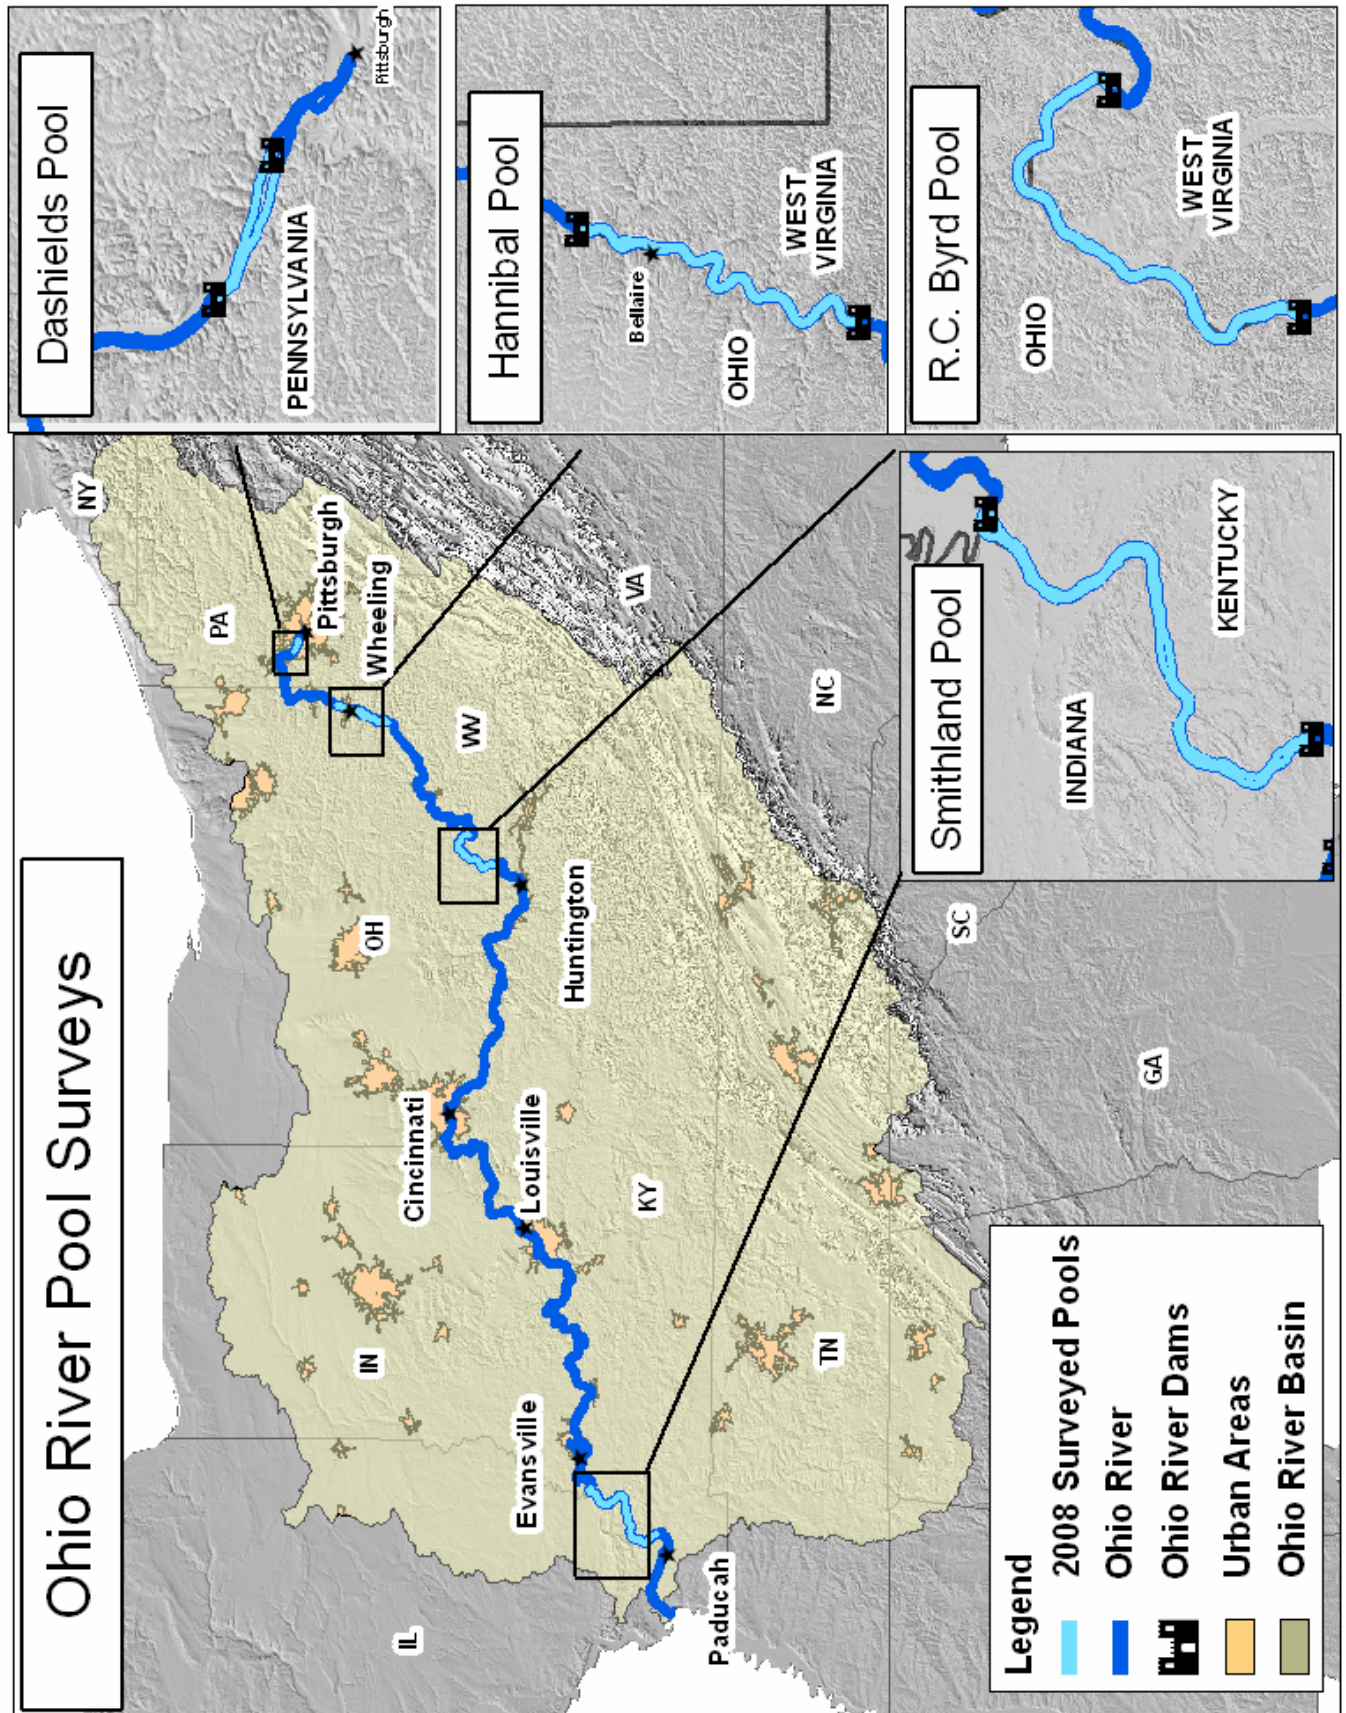 Ohio River Pool Surveys
NY
PA
Pittsburgh
Wheeling
VA
WV
NC
OH
Huntington
SC
Cincinnati
Louisville
KY
GA
IN
TN
Evansville
IL
Paducah
Legend
2008 Surveyed Pools
Ohio River
Ohio River Dams
Urban Areas
Ohio River Basin
Dashields Pool
Pittsburgh
PENNSYLVANIA
Hannibal Pool
Bellaire
WEST
VIRGINIA
OHIO
R.C. Byrd Pool
OHIO
WEST
VIRGINIA
Smithland Pool
INDIANA
KENTUCKY